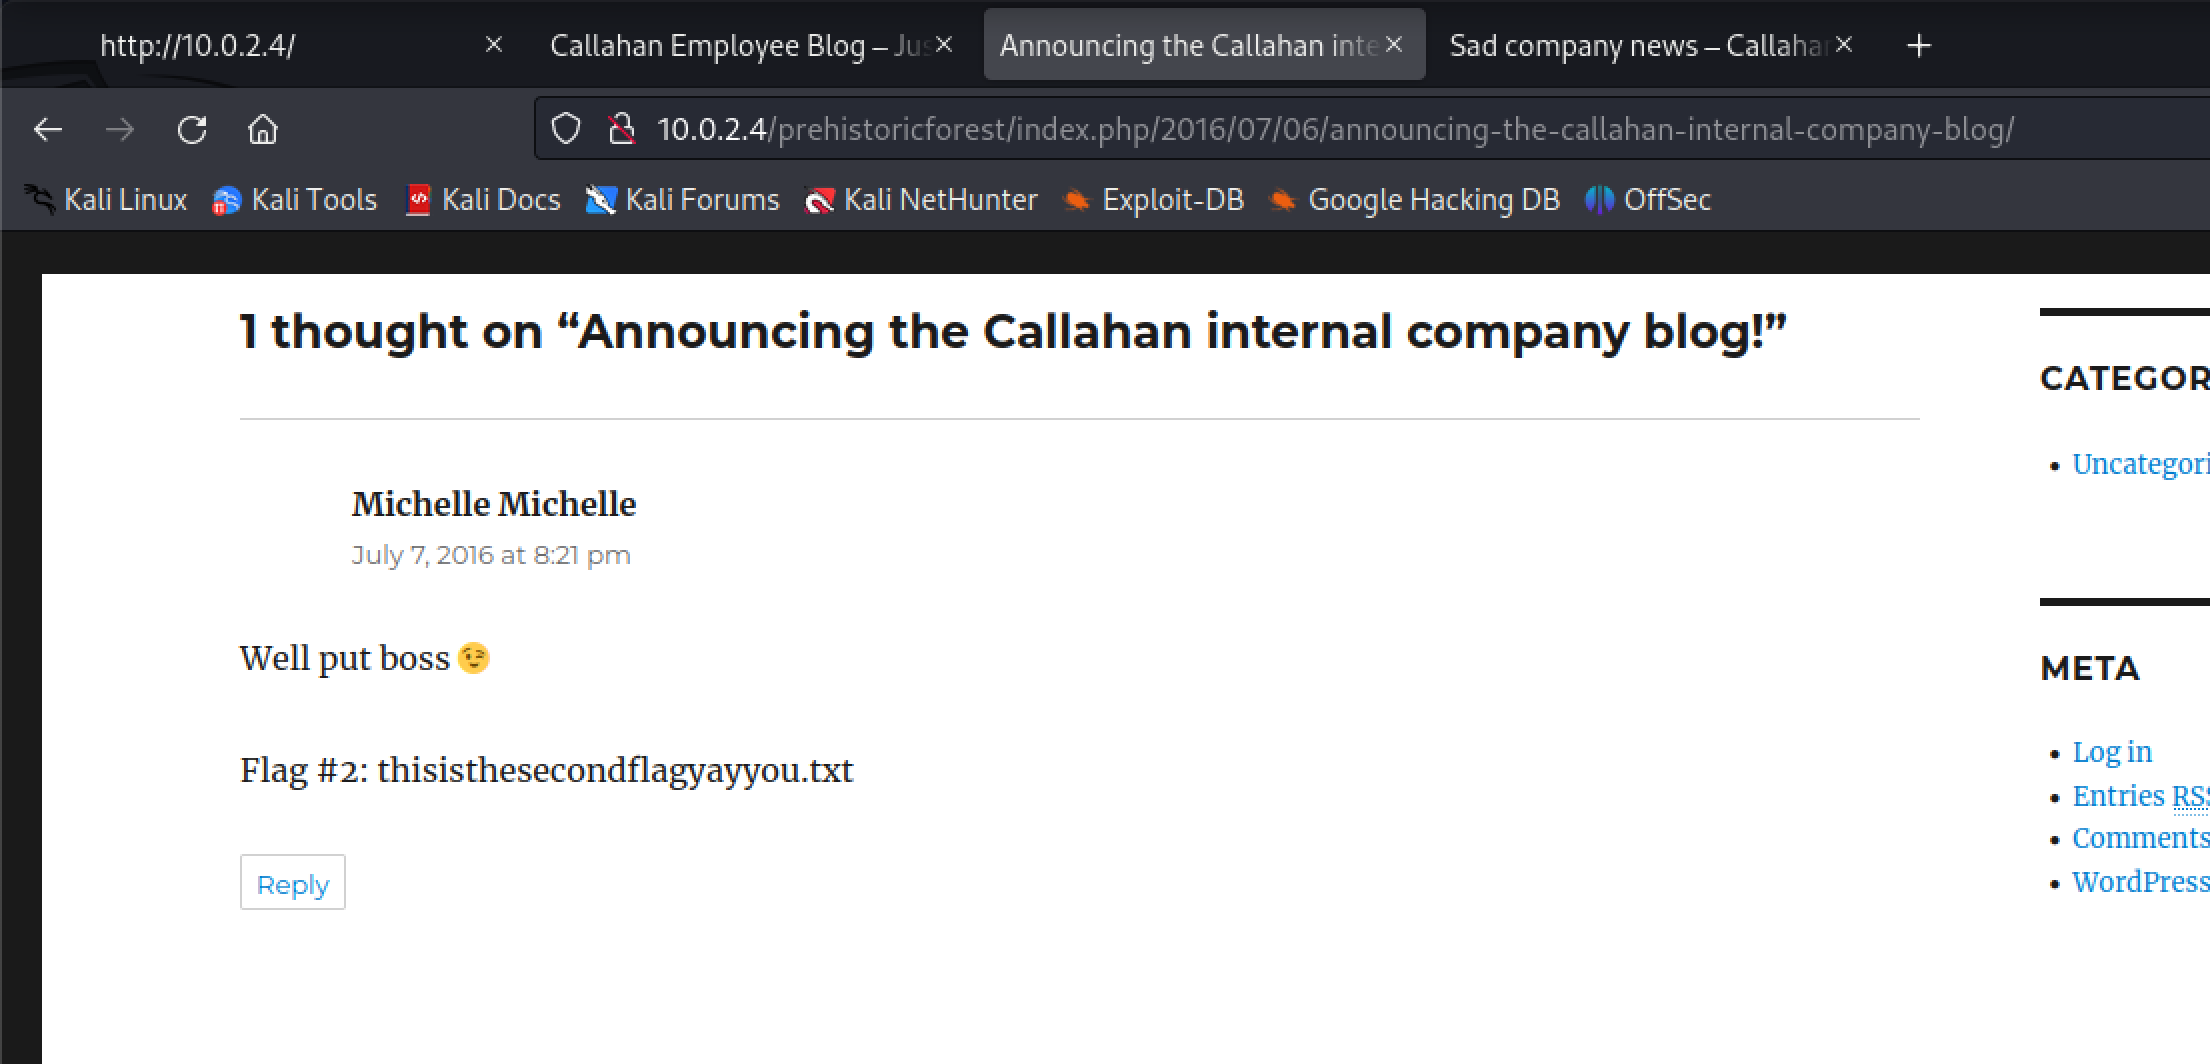 http://10.0.2.4/
Callahan Employee Blog – Jus
Announcing the Callahan inte
Sad company news – Callahar
10.0.2.4/prehistoricforest/index.php/2016/07/06/announcing-the-callahan-internal-company-blog/
Kali Linux Kali Tools Kali Docs Kali Forums Kali NetHunter Exploit-DB Google Hacking DB OffSec
1 thought on “Announcing the Callahan internal company blog!”
Michelle Michelle
July 7, 2016 at 8:21 pm
Well put boss 😉
Flag #2: thisisthesecondflagyayyou.txt
Reply
CATEGOR
Uncategori
META
Log in
Entries RSS
Comments
WordPress